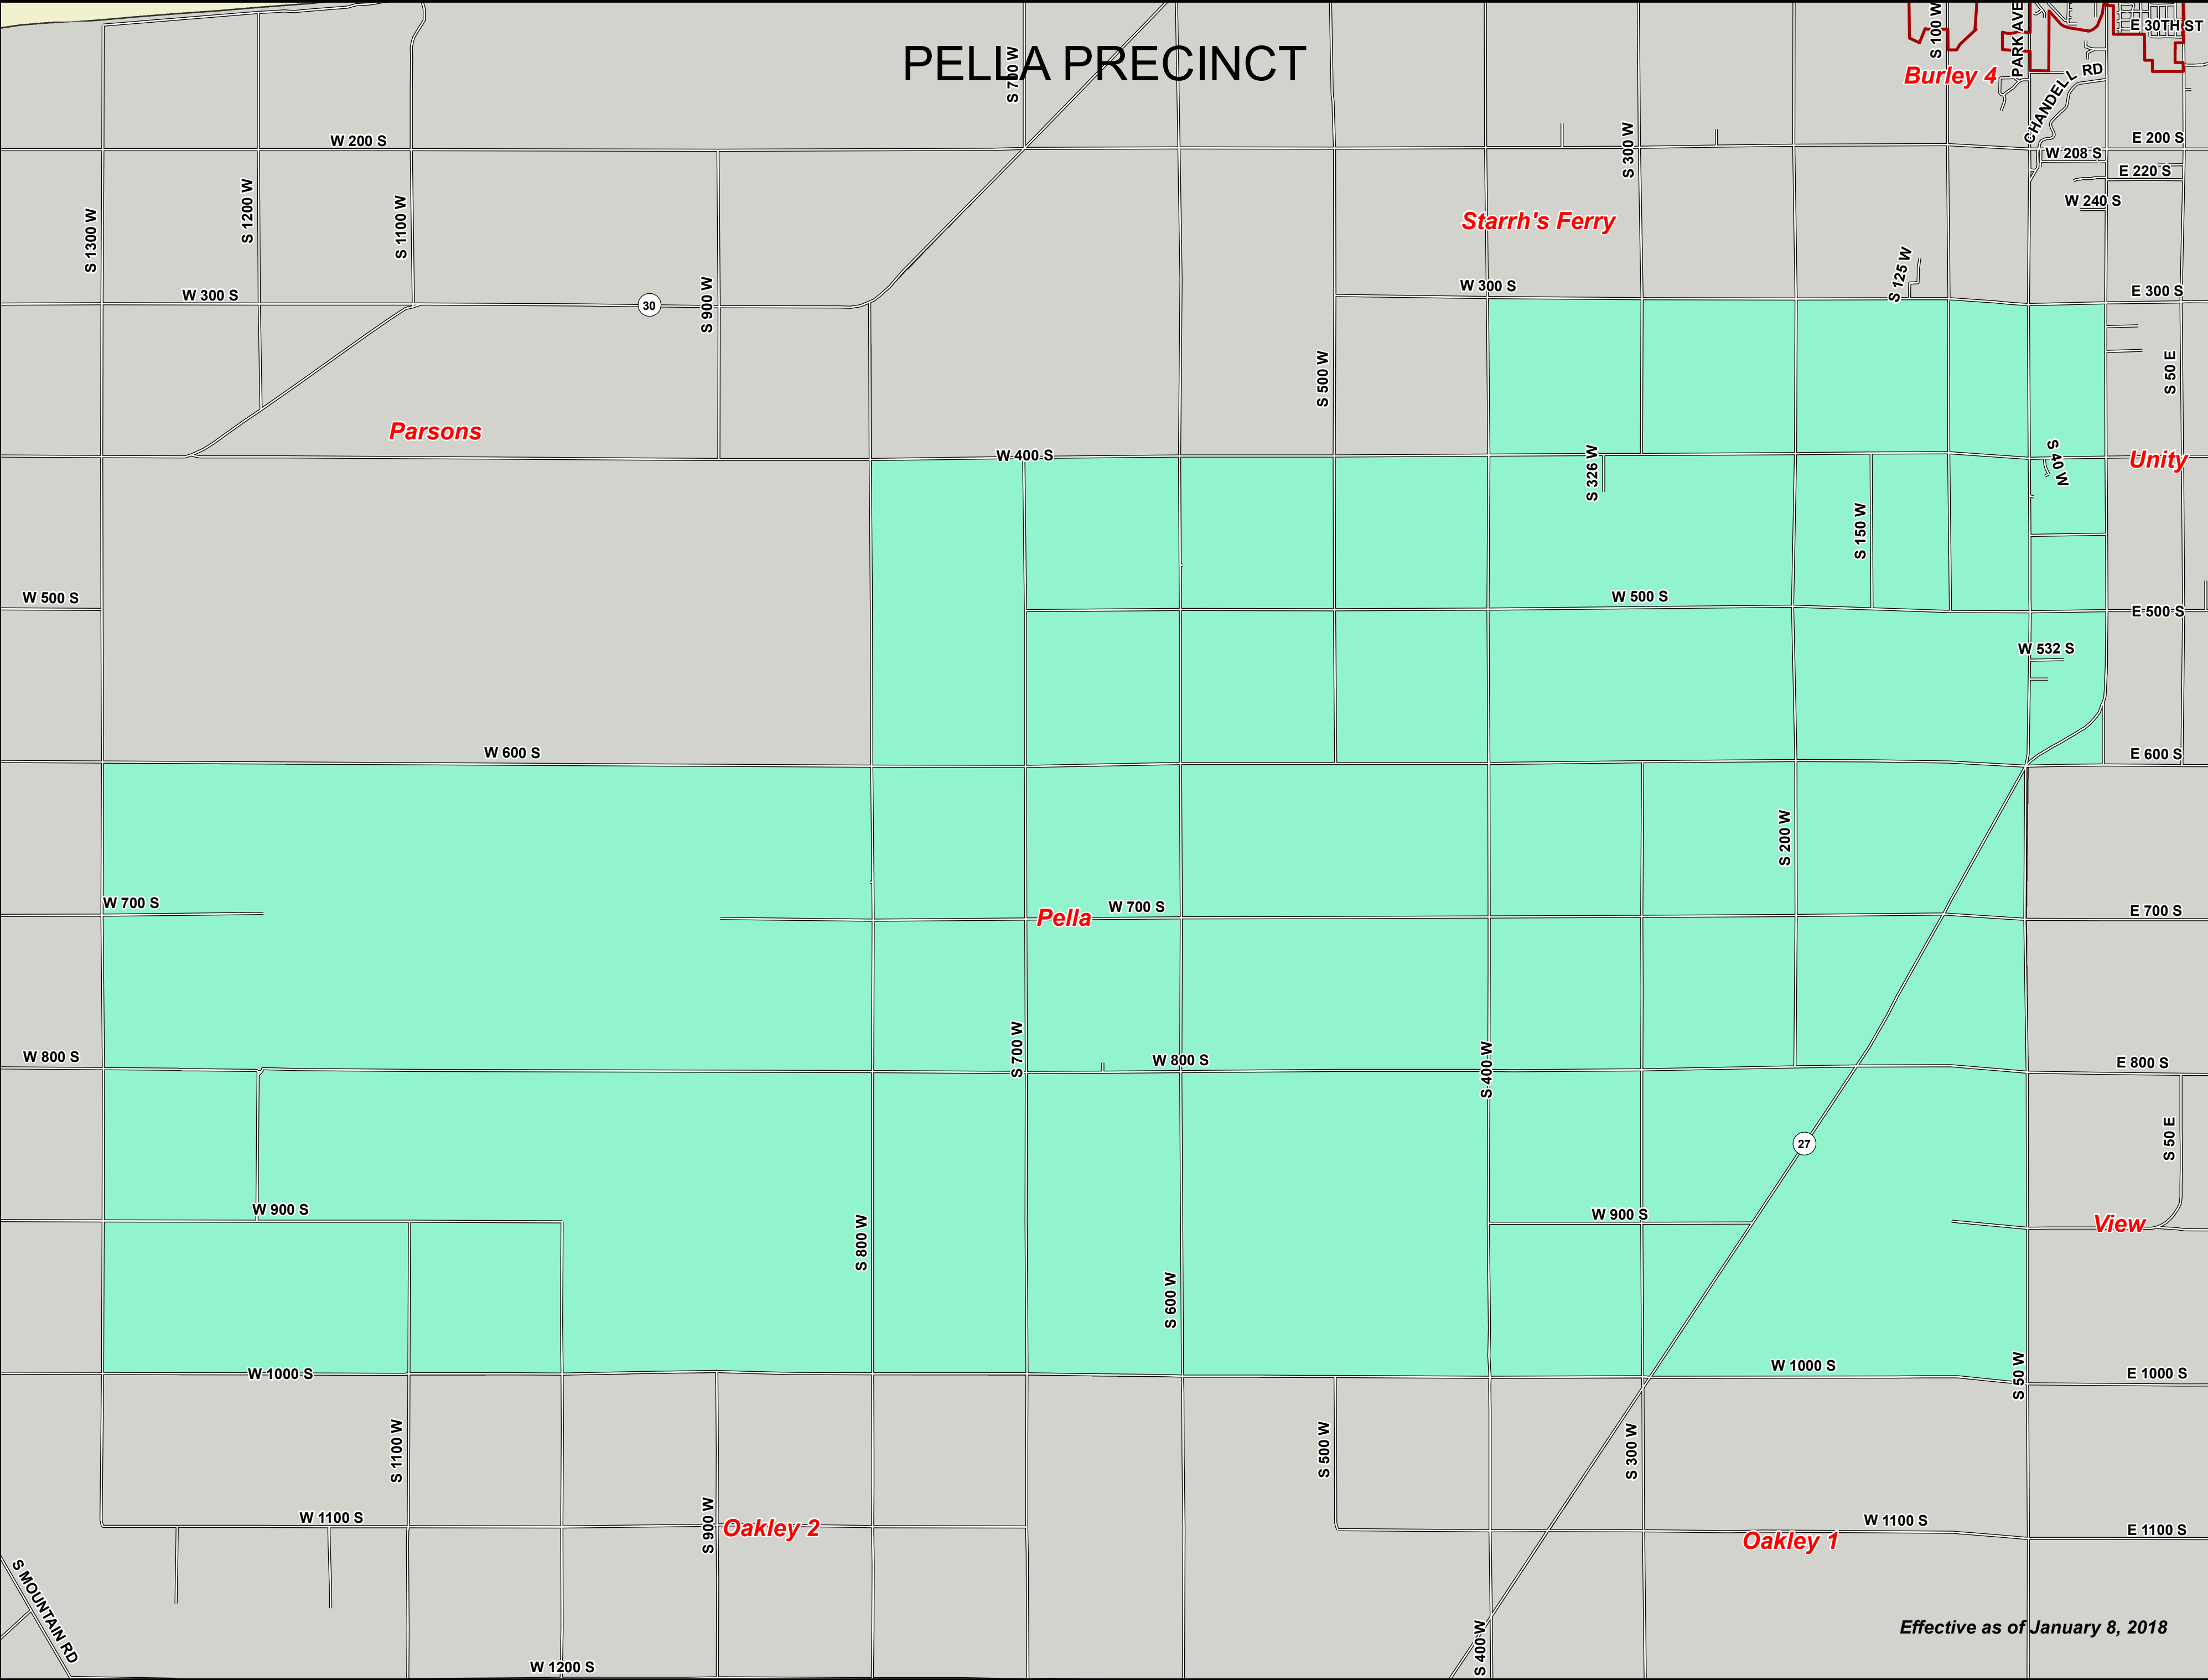 PELLA PRECINCT
S 700 W
S 100 W
PARK AVE
E 30TH ST
Burley 4
CHANDELL RD
W 200 S
S 300 W
E 200 S
W 208 S
E 220 S
W 240 S
S 1300 W
S 1200 W
S 1100 W
Starrh's Ferry
S 125 W
W 300 S
30
S 900 W
W 300 S
E 300 S
S 500 W
S 50 E
Parsons
W 400 S
S 326 W
S 40 W
Unity
S 150 W
W 500 S
W 500 S
E 500 S
W 532 S
W 600 S
E 600 S
S 200 W
W 700 S
Pella
W 700 S
E 700 S
W 800 S
S 700 W
W 800 S
S 400 W
E 800 S
27
S 50 E
W 900 S
S 800 W
W 900 S
View
S 600 W
W 1000 S
W 1000 S
S 50 W
E 1000 S
S 1100 W
S 500 W
S 300 W
W 1100 S
S 900 W
Oakley 2
W 1100 S
Oakley 1
E 1100 S
S MOUNTAIN RD
S 400 W
Effective as of January 8, 2018
W 1200 S